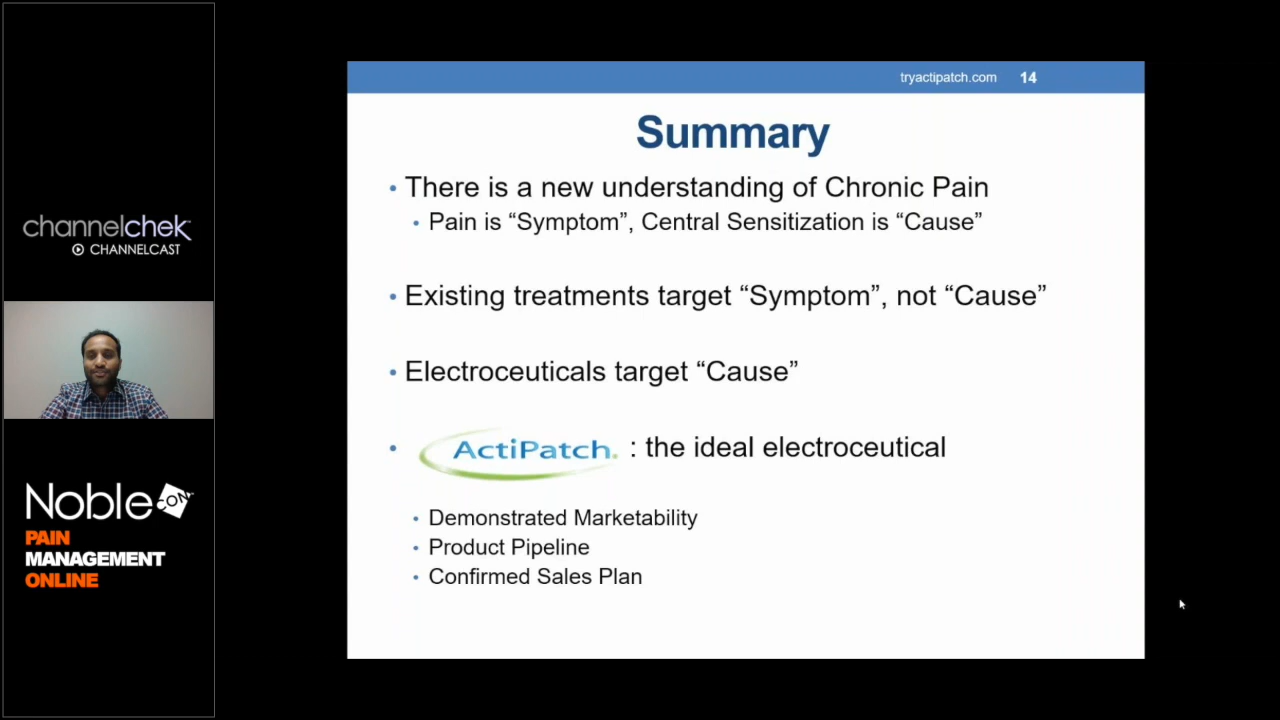 channelchek
CHANNELCAST
Noble CON
PAIN
MANAGEMENT
ONLINE
tryactipatch.com 14
Summary
• There is a new understanding of Chronic Pain
• Pain is “Symptom”, Central Sensitization is “Cause”
• Existing treatments target “Symptom”, not “Cause”
• Electroceuticals target “Cause”
• ActiPatch. : the ideal electroceutical
• Demonstrated Marketability
• Product Pipeline
• Confirmed Sales Plan